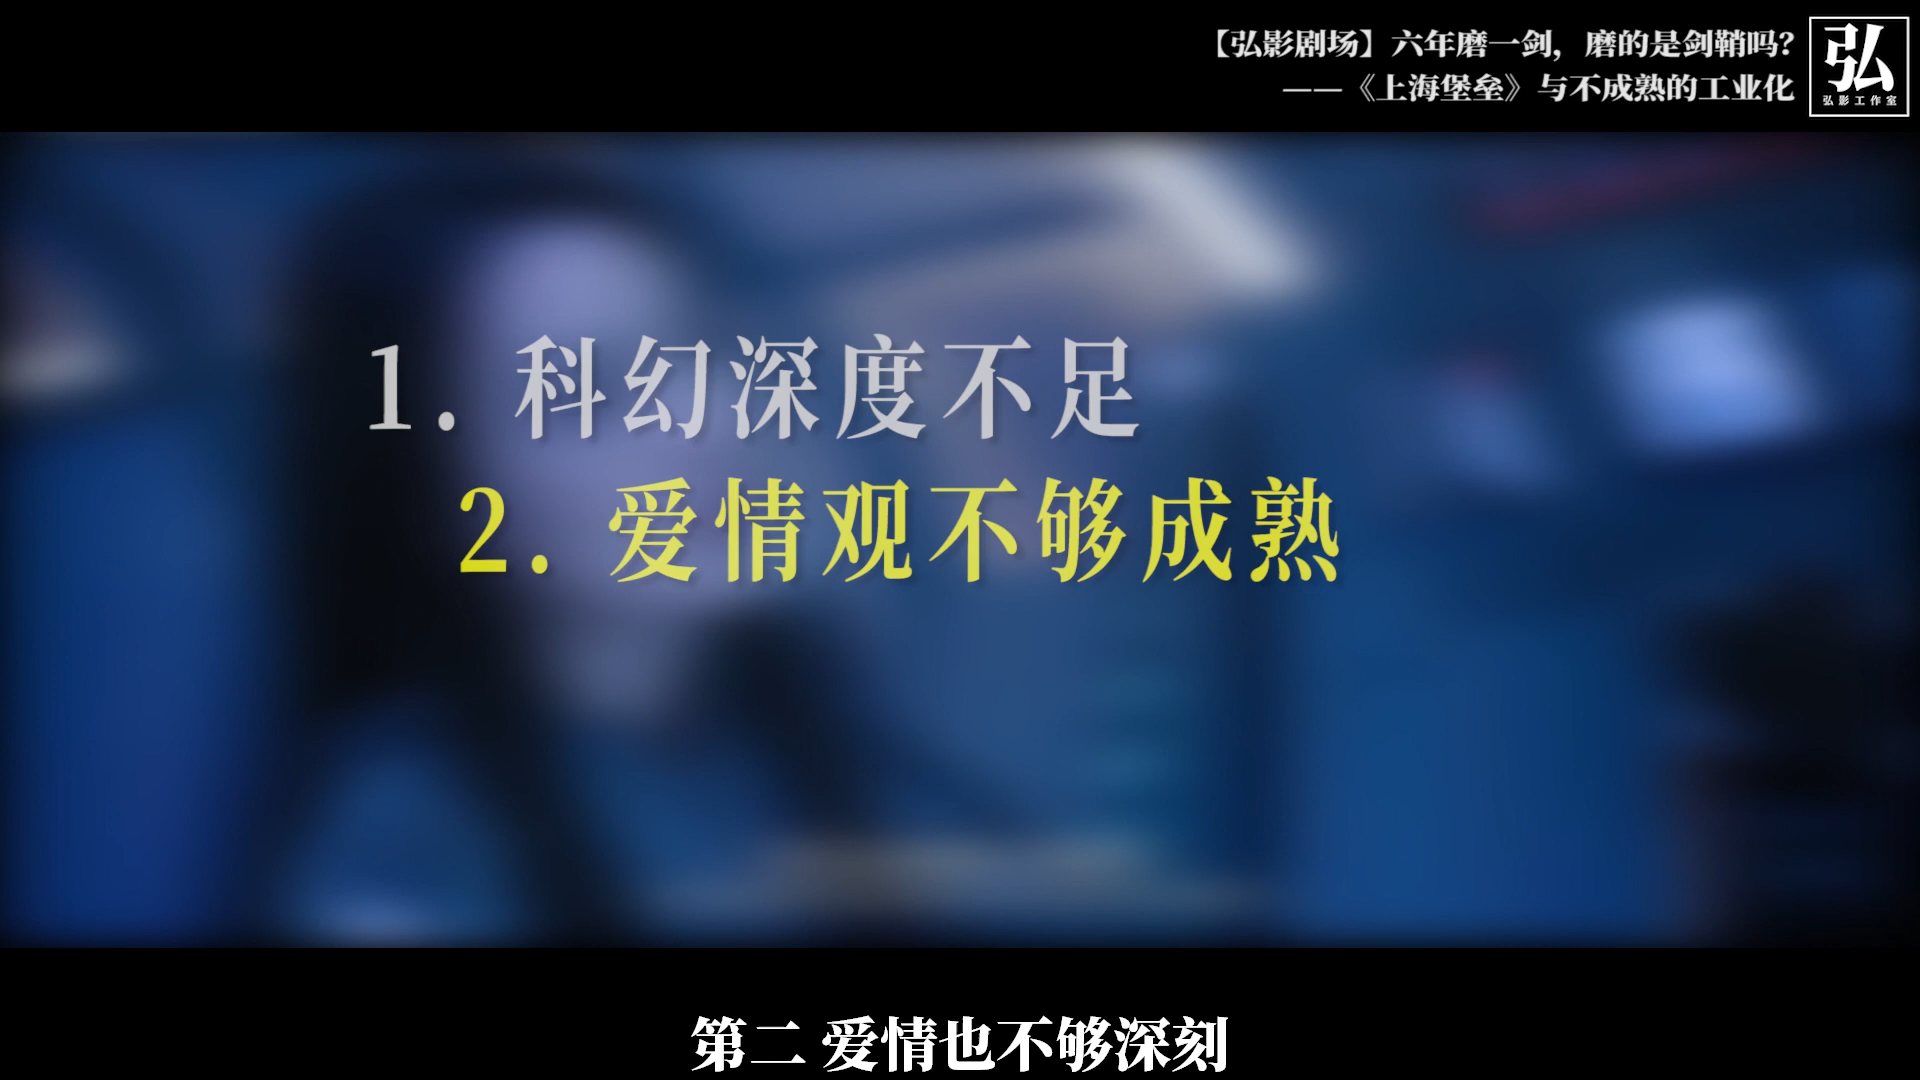 【弘影剧场】六年磨一剑，磨的是剑鞘吗？
——《上海堡垒》与不成熟的工业化
弘
弘影工作室
1. 科幻深度不足
2. 爱情观不够成熟
第二 爱情也不够深刻